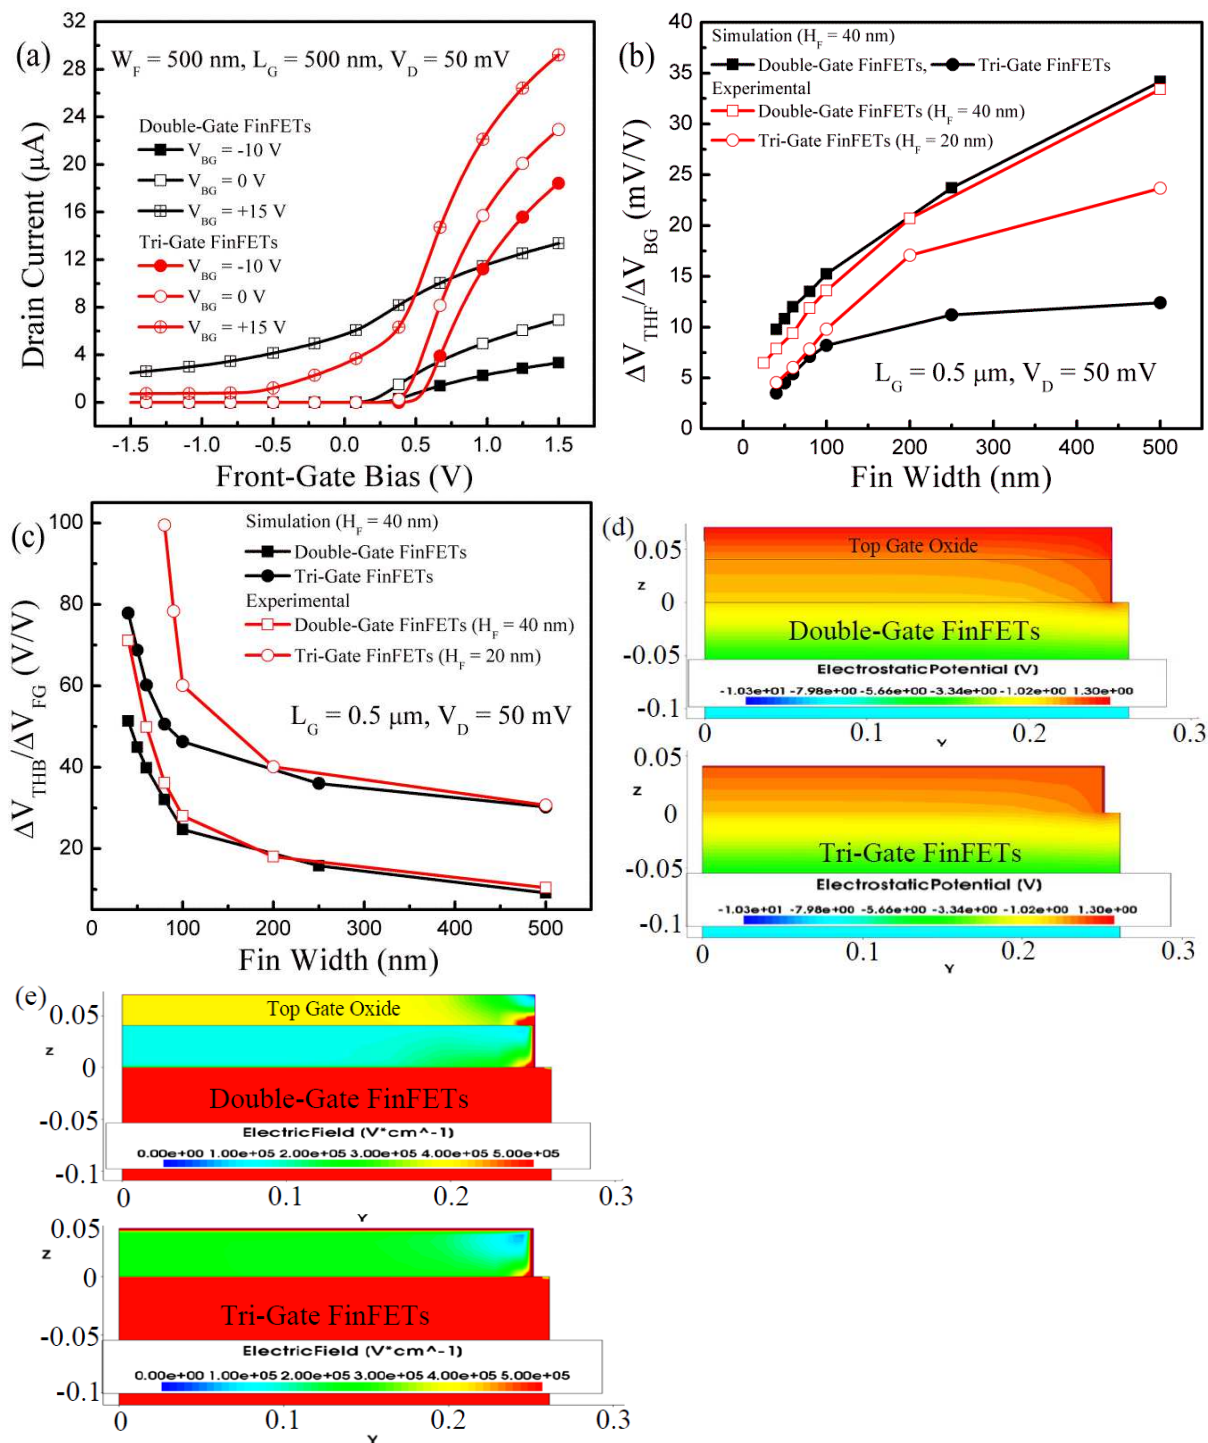 (a)
W_F = 500 nm, L_G = 500 nm, V_D = 50 mV
Double-Gate FinFETs
V_BG = -10 V
V_BG = 0 V
V_BG = +15 V
Tri-Gate FinFETs
V_BG = -10 V
V_BG = 0 V
V_BG = +15 V
Drain Current (μA)
32
28
24
20
16
12
8
4
0
-1.5 -1.0 -0.5 0.0 0.5 1.0 1.5
Front-Gate Bias (V)
(b)
Simulation (H_F = 40 nm)
Double-Gate FinFETs, Tri-Gate FinFETs
Experimental
Double-Gate FinFETs (H_F = 40 nm)
Tri-Gate FinFETs (H_F = 20 nm)
L_G = 0.5 μm, V_D = 50 mV
ΔV_THF/ΔV_BG (mV/V)
40
35
30
25
20
15
10
5
0
0 100 200 300 400 500
Fin Width (nm)
(c)
Simulation (H_F = 40 nm)
Double-Gate FinFETs
Tri-Gate FinFETs
Experimental
Double-Gate FinFETs (H_F = 40 nm)
Tri-Gate FinFETs (H_F = 20 nm)
L_G = 0.5 μm, V_D = 50 mV
ΔV_THB/ΔV_FG (V/V)
100
80
60
40
20
0 100 200 300 400 500
Fin Width (nm)
(d)
0.05
Top Gate Oxide
z
0
Double-Gate FinFETs
-0.05
ElectrostaticPotential (V)
-1.03e+01 -7.98e+00 -5.66e+00 -3.34e+00 -1.02e+00 1.30e+00
-0.1
0 0.1 0.2 0.3
Y
0.05
z
0
Tri-Gate FinFETs
-0.05
ElectrostaticPotential (V)
-1.03e+01 -7.98e+00 -5.66e+00 -3.34e+00 -1.02e+00 1.30e+00
-0.1
0 0.1 0.2 0.3
Y
(e)
0.05
Top Gate Oxide
z
0
Double-Gate FinFETs
-0.05
ElectricField (V*cm^-1)
0.00e+00 1.00e+05 2.00e+05 3.00e+05 4.00e+05 5.00e+05
-0.1
0 0.1 0.2 0.3
Y
0.05
z
0
Tri-Gate FinFETs
-0.05
ElectricField (V*cm^-1)
0.00e+00 1.00e+05 2.00e+05 3.00e+05 4.00e+05 5.00e+05
-0.1
0 0.1 0.2 0.3
Y